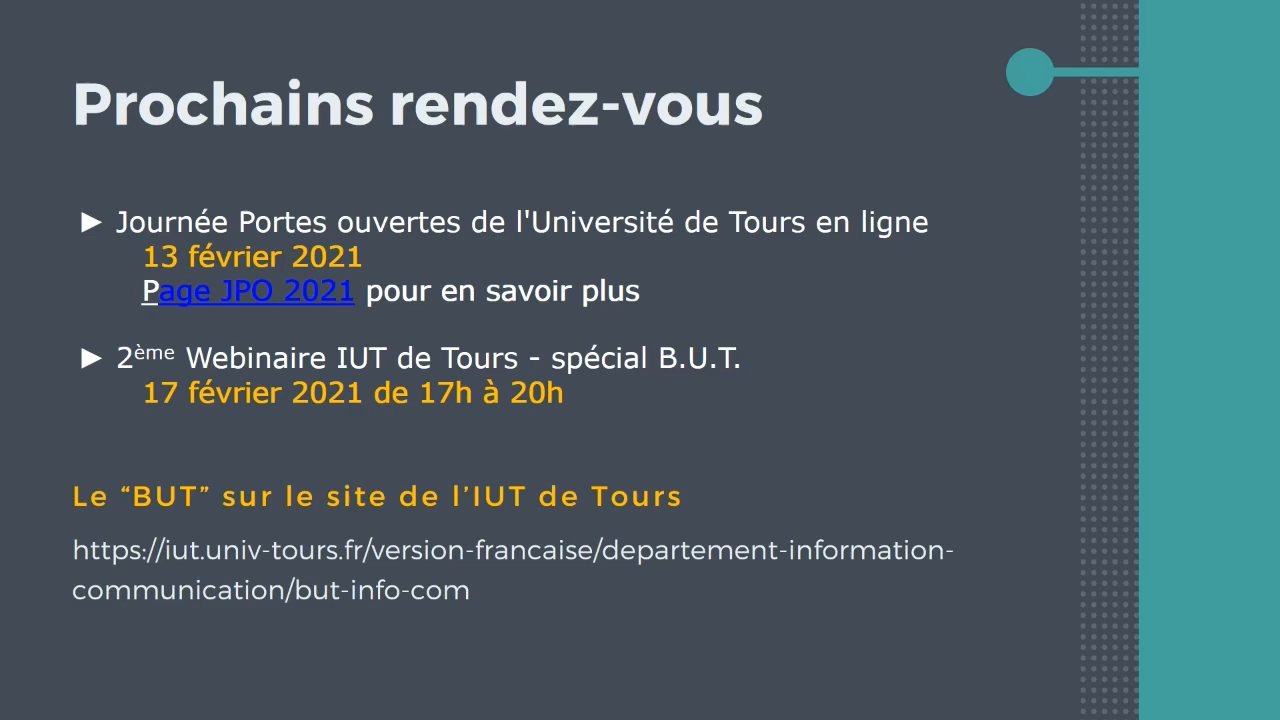 Prochains rendez-vous
► Journée Portes ouvertes de l'Université de Tours en ligne
13 février 2021
Page JPO 2021 pour en savoir plus
► 2ème Webinaire IUT de Tours - spécial B.U.T.
17 février 2021 de 17h à 20h
Le “BUT” sur le site de l’IUT de Tours
https://iut.univ-tours.fr/version-francaise/departement-information-
communication/but-info-com